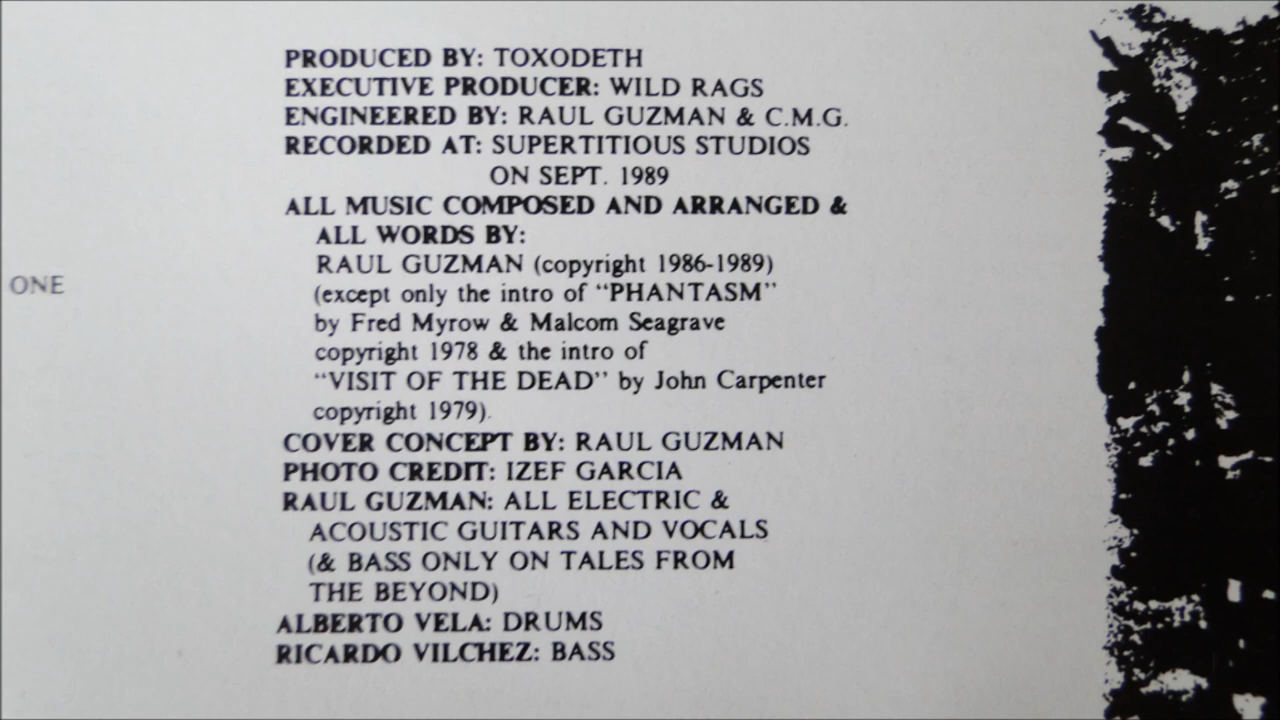 PRODUCED BY: TOXODETH
EXECUTIVE PRODUCER: WILD RAGS
ENGINEERED BY: RAUL GUZMAN & C.M.G.
RECORDED AT: SUPERTITIOUS STUDIOS
ON SEPT. 1989
ALL MUSIC COMPOSED AND ARRANGED &
ALL WORDS BY:
RAUL GUZMAN (copyright 1986-1989)
(except only the intro of "PHANTASM"
by Fred Myrow & Malcom Seagrave
copyright 1978 & the intro of
"VISIT OF THE DEAD" by John Carpenter
copyright 1979).
COVER CONCEPT BY: RAUL GUZMAN
PHOTO CREDIT: IZEF GARCIA
RAUL GUZMAN: ALL ELECTRIC &
ACOUSTIC GUITARS AND VOCALS
(& BASS ONLY ON TALES FROM
THE BEYOND)
ALBERTO VELA: DRUMS
RICARDO VILCHEZ: BASS
ONE